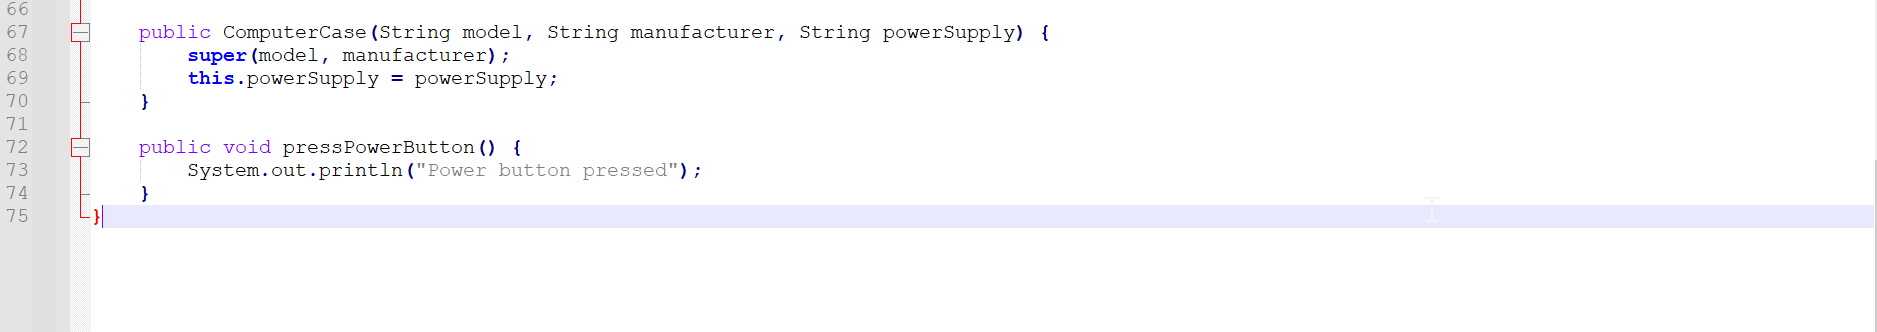 66
67 public ComputerCase(String model, String manufacturer, String powerSupply) {
68 super(model, manufacturer);
69 this.powerSupply = powerSupply;
70 }
71
72 public void pressPowerButton() {
73 System.out.println("Power button pressed");
74 }
75 }